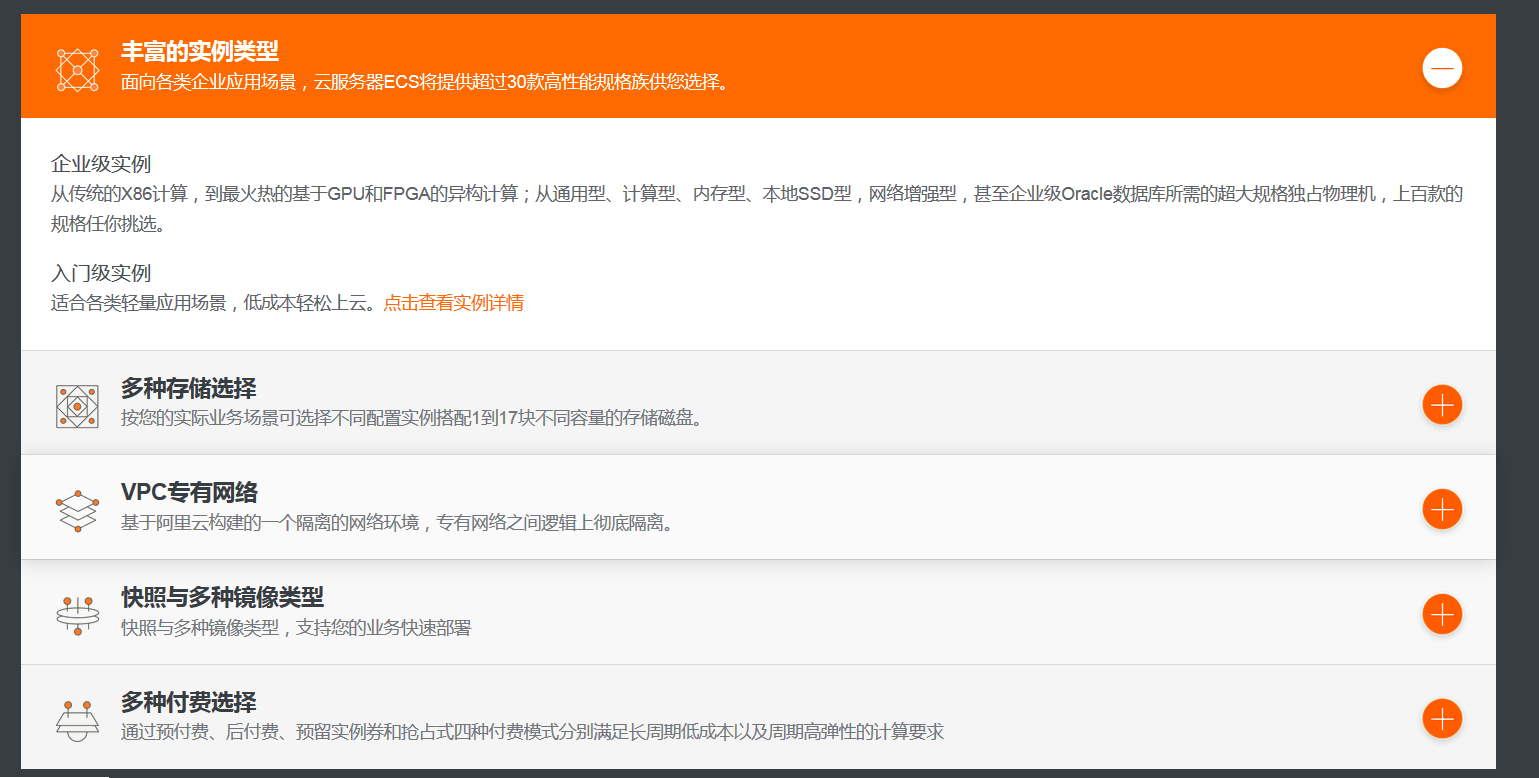 丰富的实例类型
面向各类企业应用场景，云服务器ECS将提供超过30款高性能规格族供您选择。
企业级实例
从传统的X86计算，到最火热的基于GPU和FPGA的异构计算；从通用型、计算型、内存型、本地SSD型，网络增强型，甚至企业级Oracle数据库所需的超大规格独占物理机，上百款的
规格任你挑选。
入门级实例
适合各类轻量应用场景，低成本轻松上云。点击查看实例详情
多种存储选择
按您的实际业务场景可选择不同配置实例搭配1到17块不同容量的存储磁盘。
VPC专有网络
基于阿里云构建的一个隔离的网络环境，专有网络之间逻辑上彻底隔离。
快照与多种镜像类型
快照与多种镜像类型，支持您的业务快速部署
多种付费选择
通过预付费、后付费、预留实例券和抢占式四种付费模式分别满足长周期低成本以及周期高弹性的计算要求